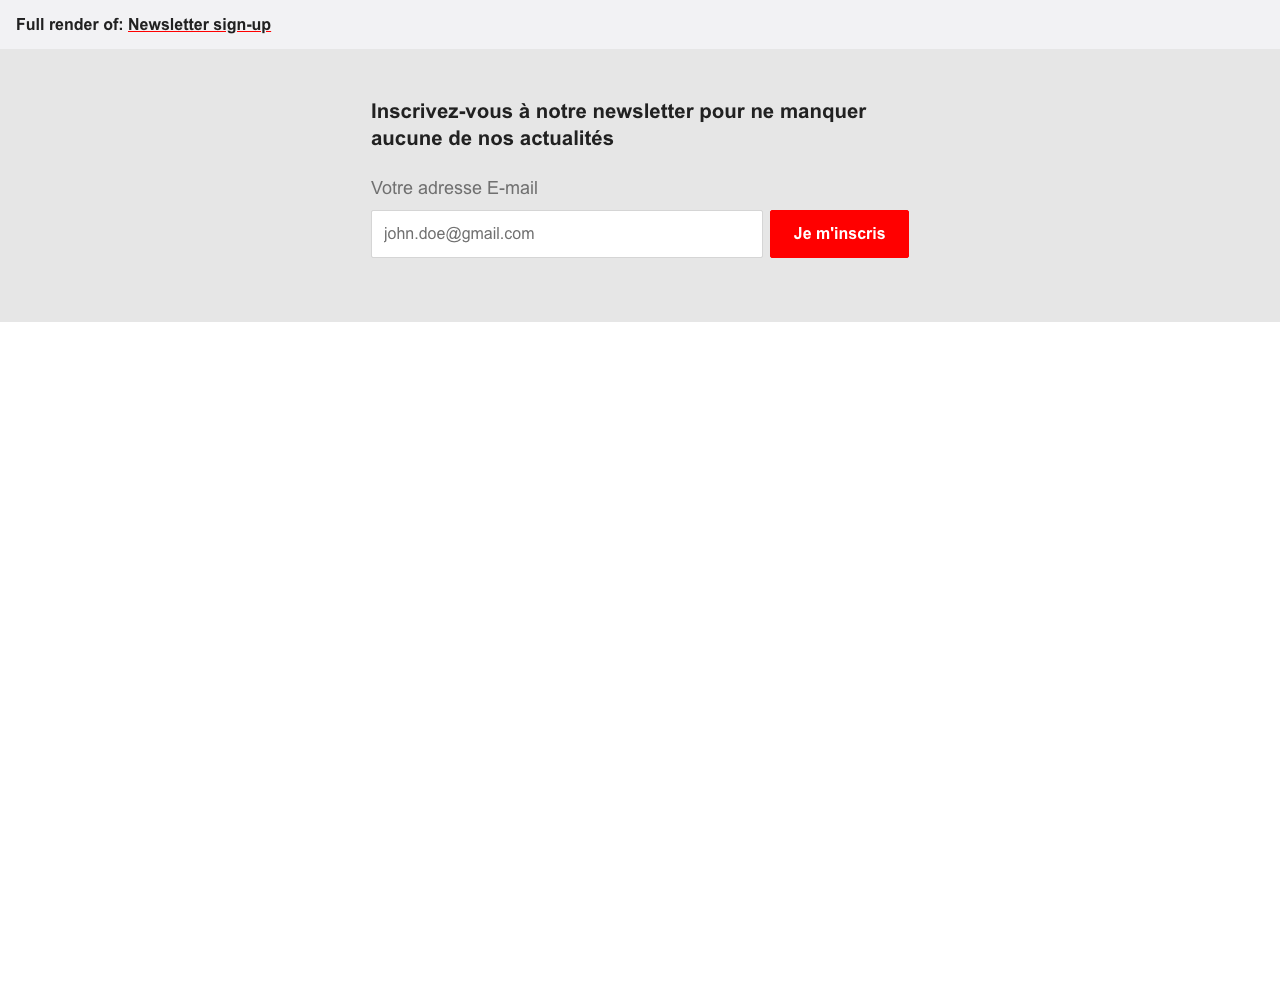 Full render of: Newsletter sign-up
Inscrivez-vous à notre newsletter pour ne manquer
aucune de nos actualités
Votre adresse E-mail
john.doe@gmail.com
Je m'inscris